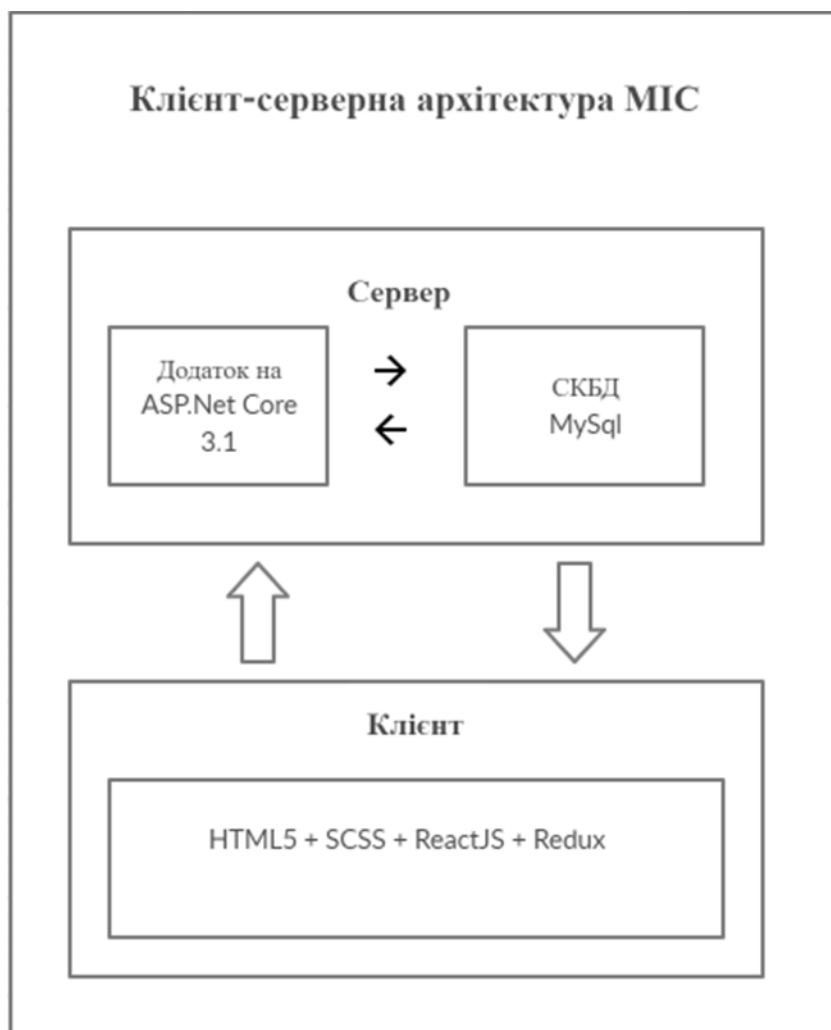 Клієнт-серверна архітектура МІС
Сервер
Додаток на
ASP.Net Core
3.1
СКБД
MySql
Клієнт
HTML5 + SCSS + ReactJS + Redux